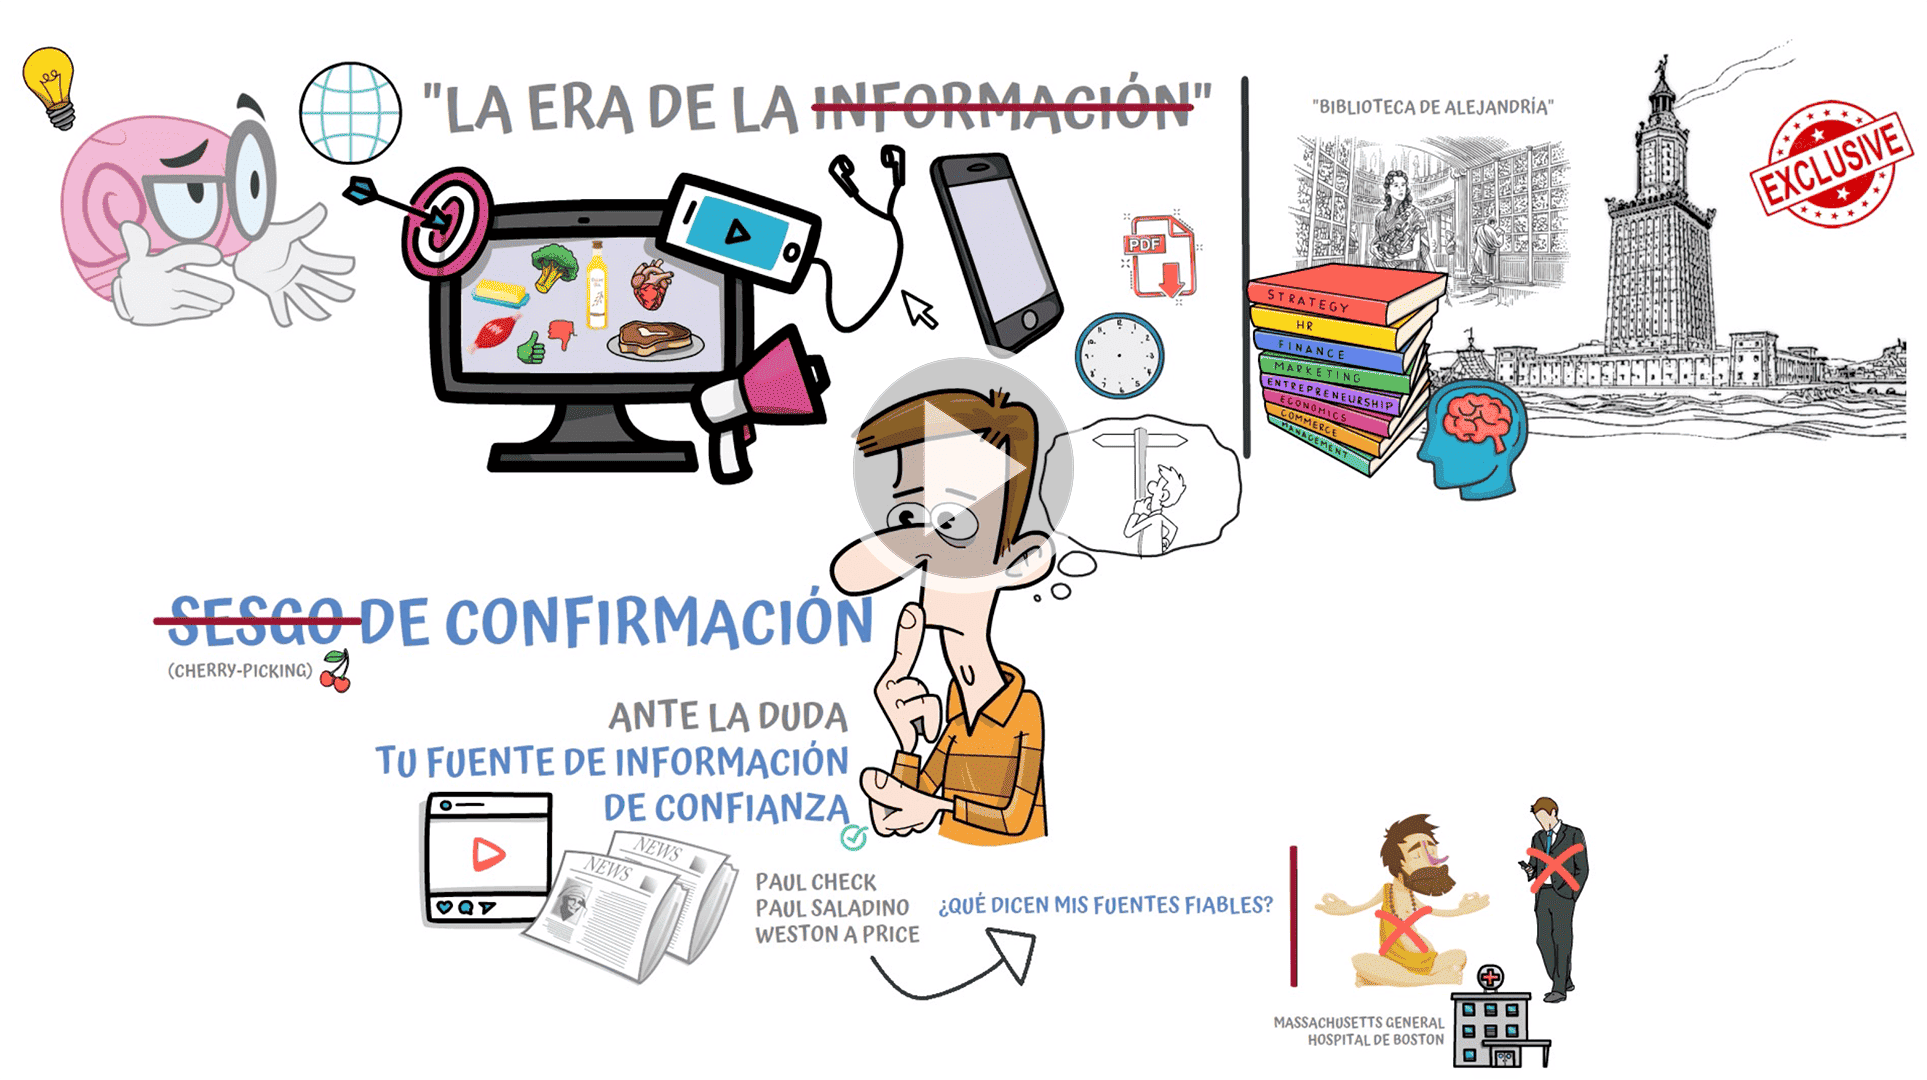 "LA ERA DE LA INFORMACIÓN"
"BIBLIOTECA DE ALEJANDRÍA"
EXCLUSIVE
PDF
STRATEGY
HR
FINANCE
MARKETING
ENTREPRENEURSHIP
ECONOMICS
COMMERCE
MANAGEMENT
SESGO DE CONFIRMACIÓN
(CHERRY-PICKING)
ANTE LA DUDA
TU FUENTE DE INFORMACIÓN
DE CONFIANZA
NEWS
NEWS
PAUL CHECK
PAUL SALADINO
WESTON A PRICE
¿QUÉ DICEN MIS FUENTES FIABLES?
MASSACHUSETTS GENERAL
HOSPITAL DE BOSTON